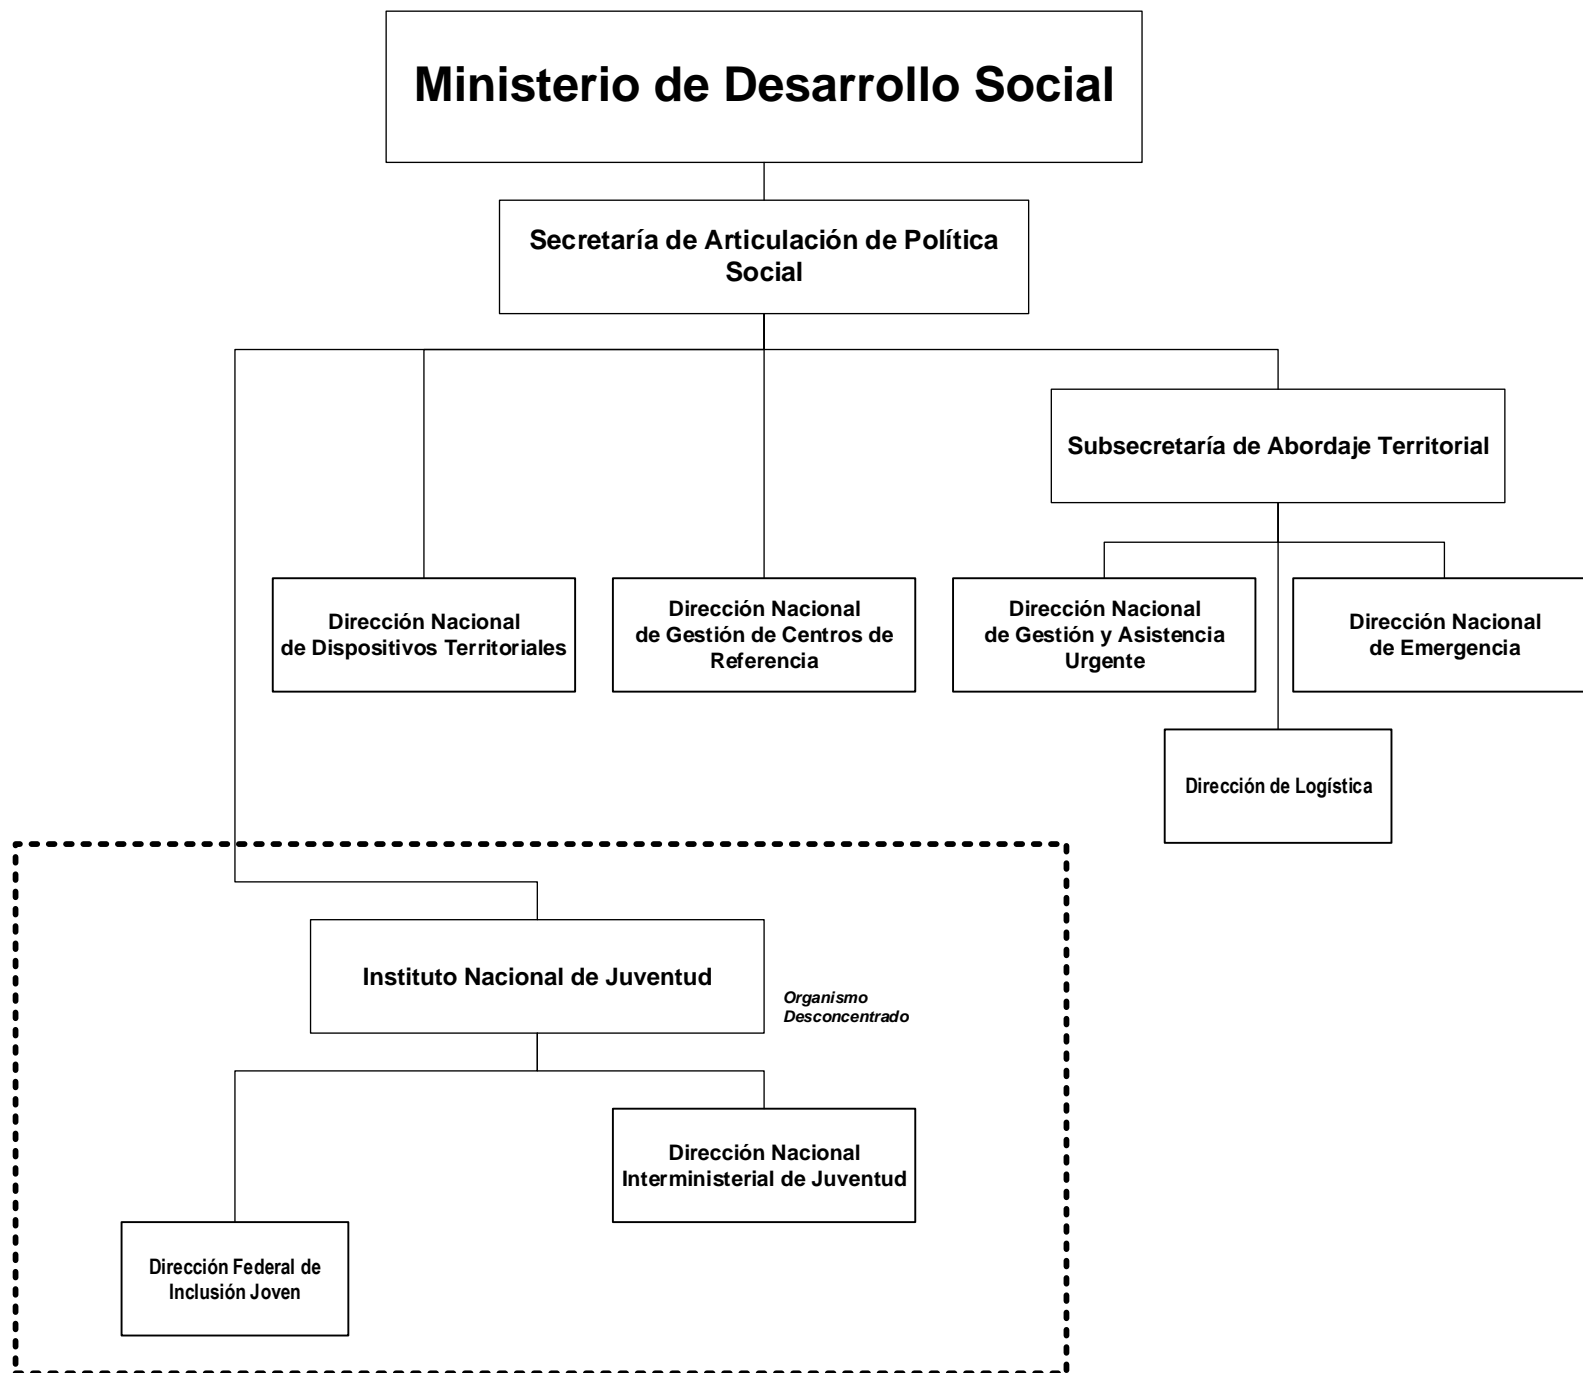 Ministerio de Desarrollo Social
Secretaría de Articulación de Política
Social
Subsecretaría de Abordaje Territorial
Dirección Nacional
de Dispositivos Territoriales
Dirección Nacional
de Gestión de Centros de
Referencia
Dirección Nacional
de Gestión y Asistencia
Urgente
Dirección Nacional
de Emergencia
Dirección de Logística
Instituto Nacional de Juventud
Organismo
Desconcentrado
Dirección Nacional
Interministerial de Juventud
Dirección Federal de
Inclusión Joven